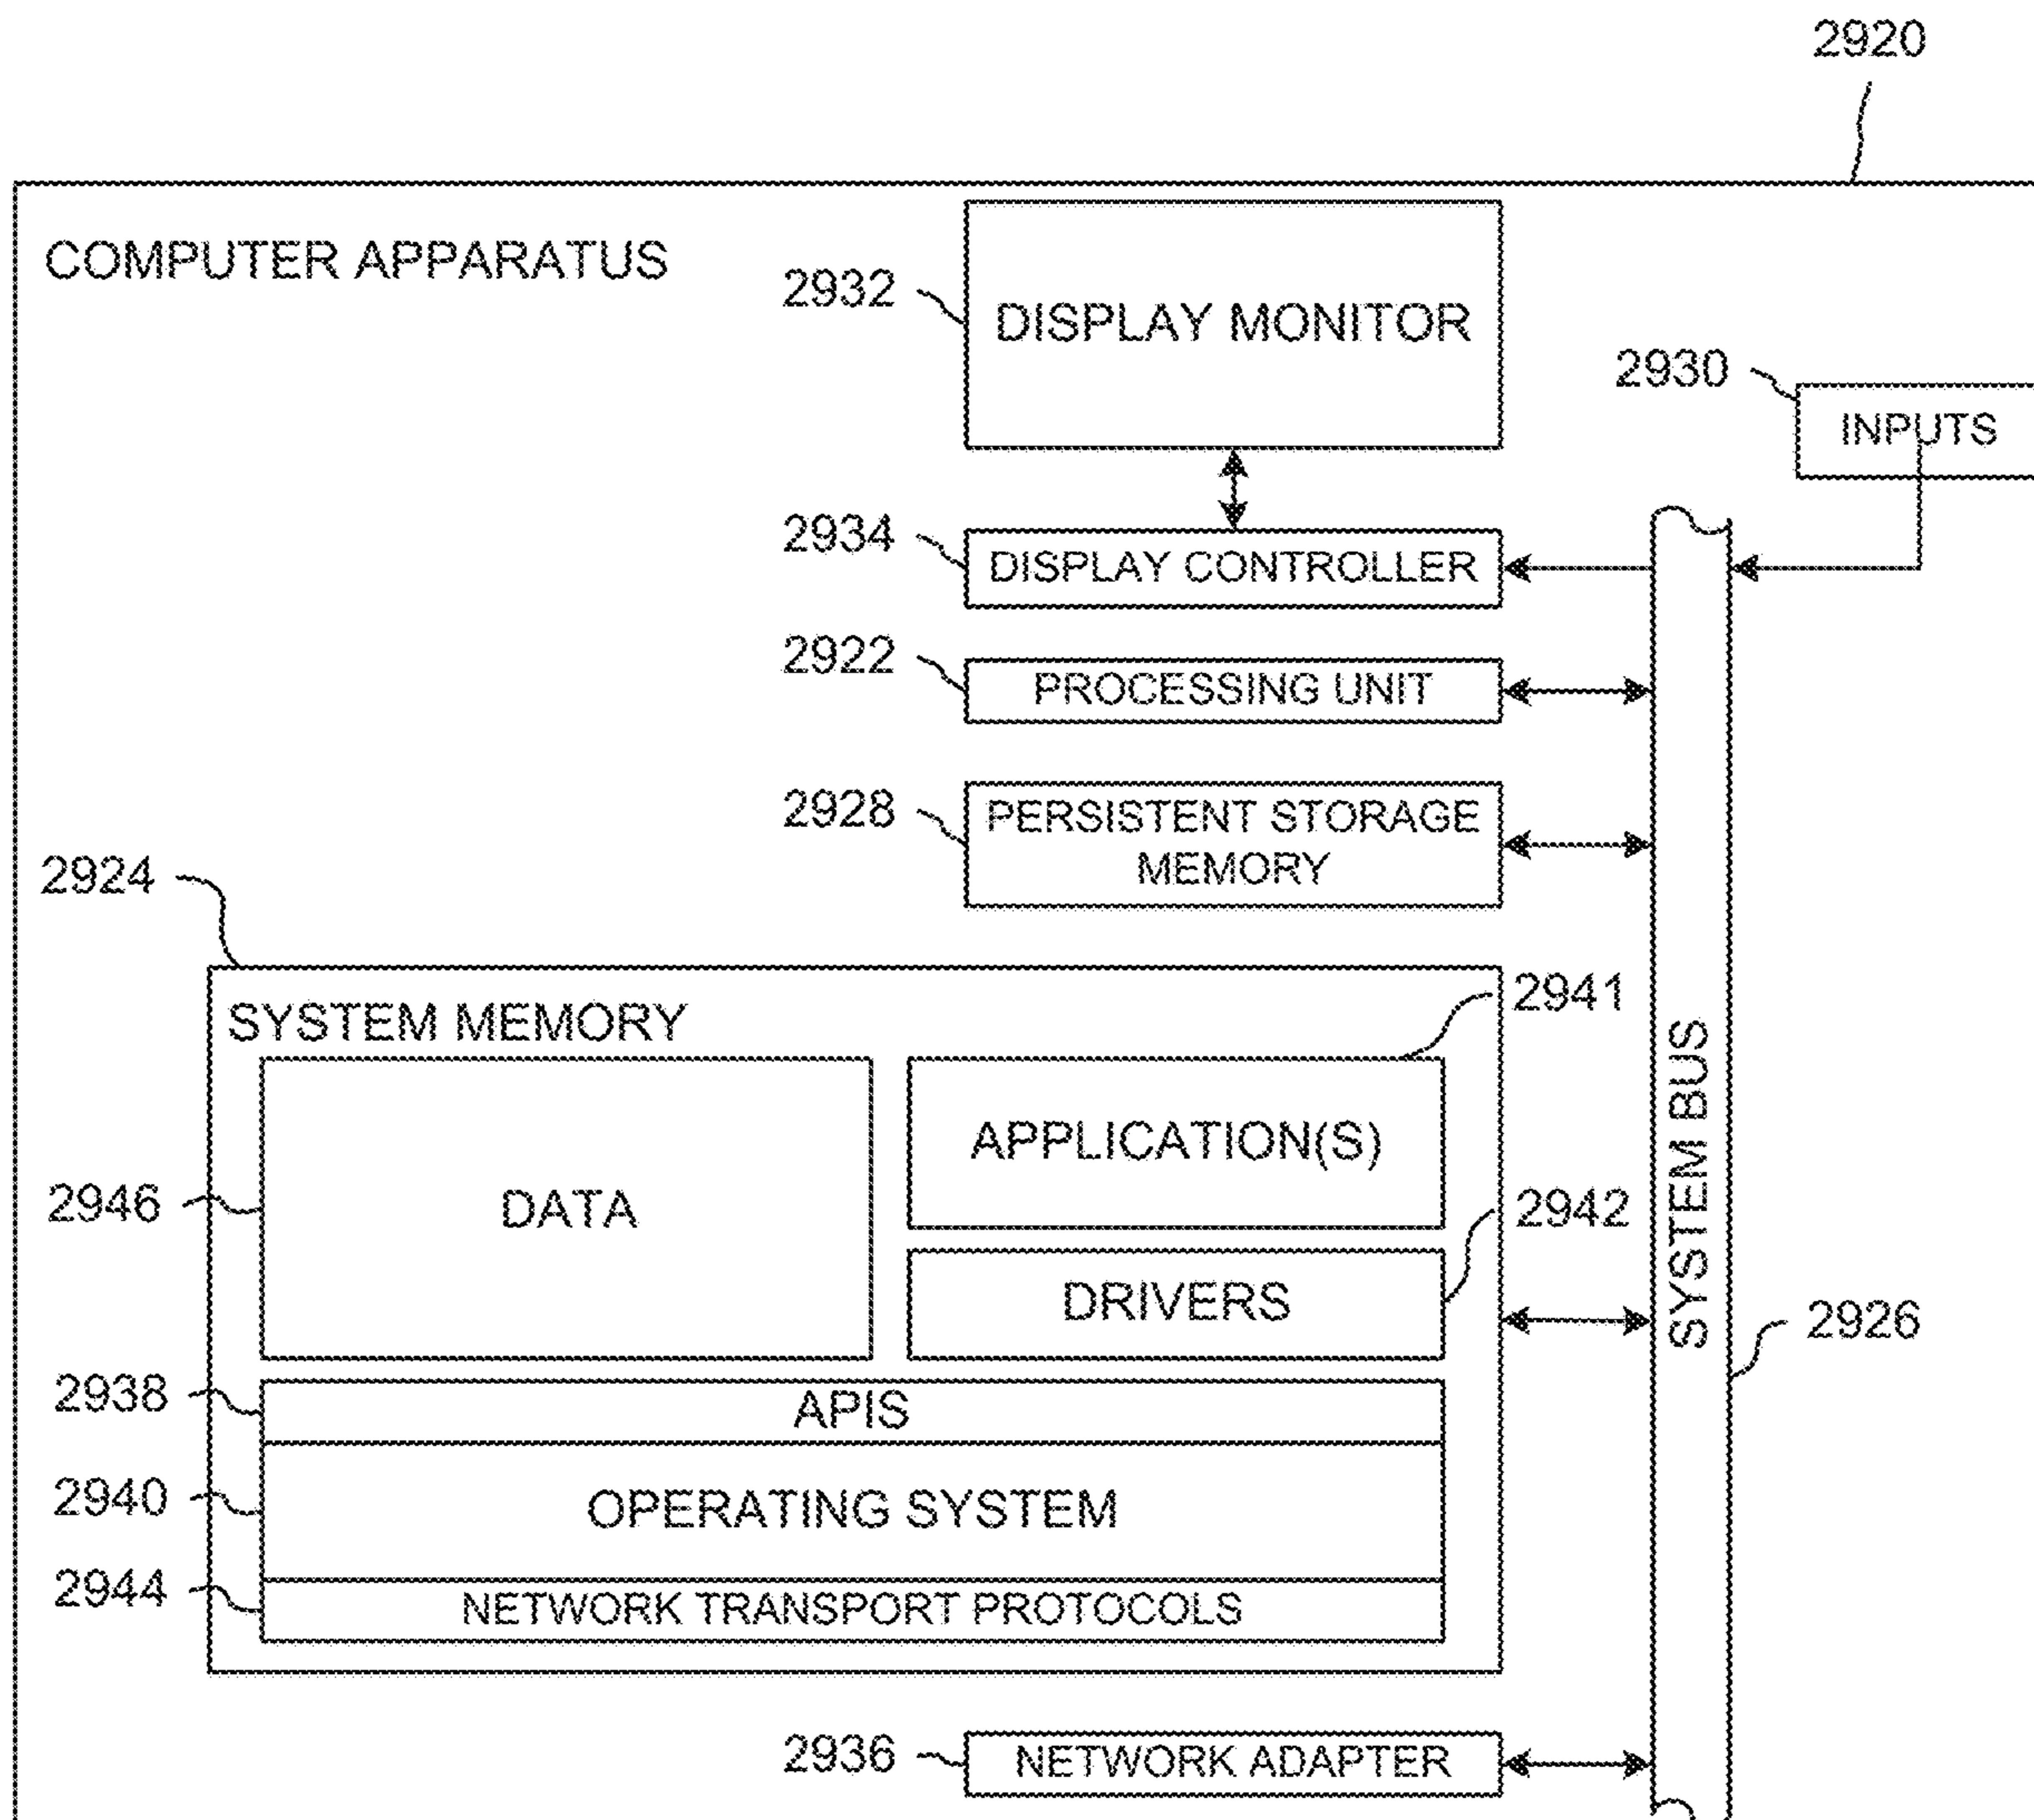 2920
COMPUTER APPARATUS
2932
DISPLAY MONITOR
2930
INPUTS
2934
DISPLAY CONTROLLER
2922
PROCESSING UNIT
2928
PERSISTENT STORAGE
MEMORY
2924
SYSTEM MEMORY
2941
APPLICATION(S)
2946
DATA
2942
DRIVERS
SYSTEM BUS
2926
2938
APIS
2940
OPERATING SYSTEM
2944
NETWORK TRANSPORT PROTOCOLS
2936
NETWORK ADAPTER